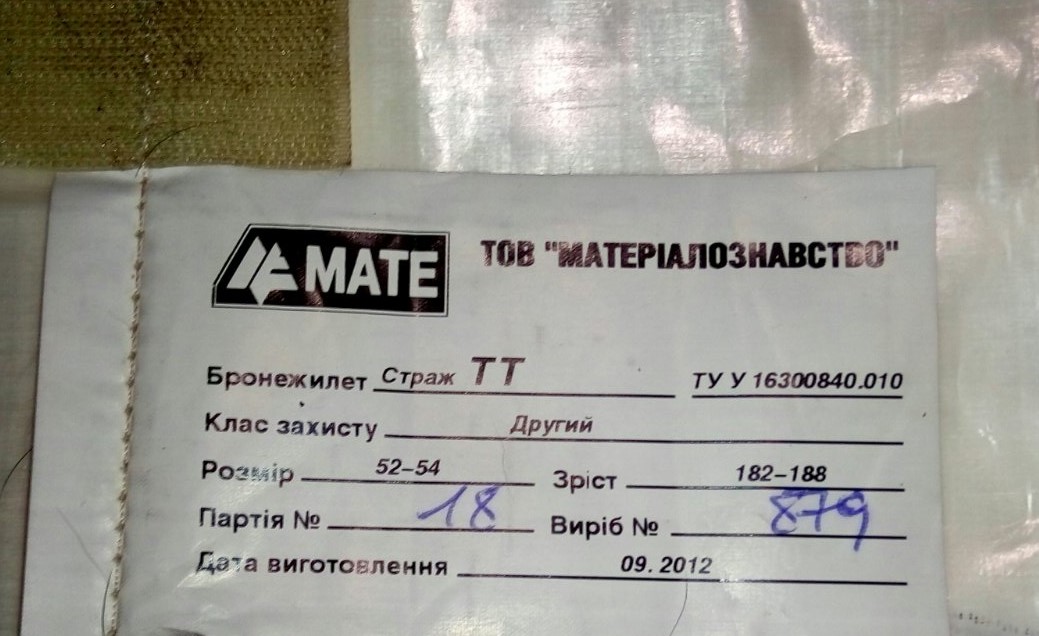 MATE ТОВ "МАТЕРІАЛОЗНАВСТВО"
Бронежилет Страж ТТ ТУ У 16300840.010
Клас захисту Другий
Розмір 52–54 Зріст 182–188
Партія № 18 Виріб № 879
Дата виготовлення 09.2012